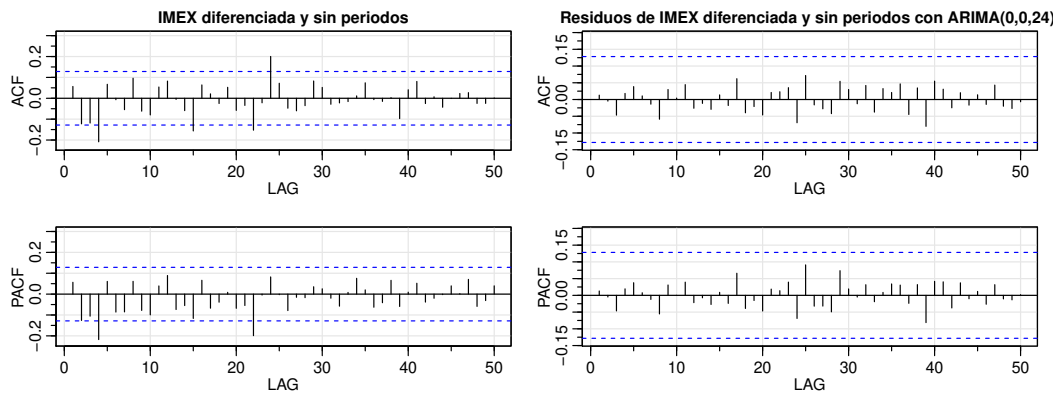 IMEX diferenciada y sin periodos
ACF
−0.2 0.0 0.2
0 10 20 30 40 50
LAG
PACF
−0.2 0.0 0.2
0 10 20 30 40 50
LAG
Residuos de IMEX diferenciada y sin periodos con ARIMA(0,0,24)
ACF
−0.15 0.00 0.15
0 10 20 30 40 50
LAG
PACF
−0.15 0.00 0.15
0 10 20 30 40 50
LAG